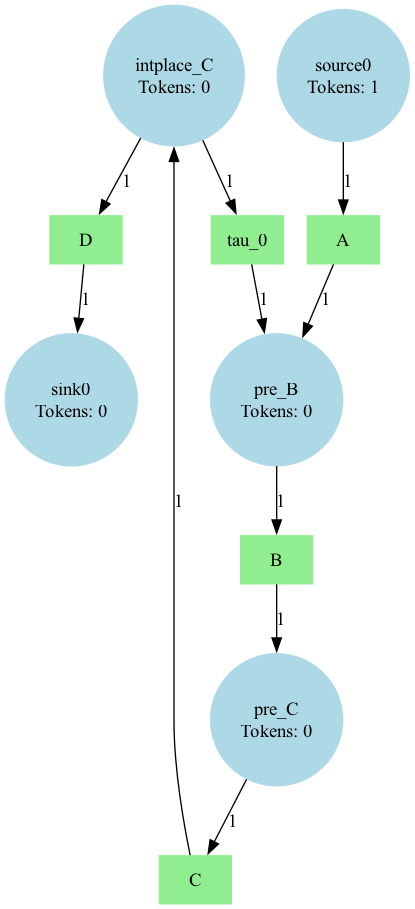 intplace_C
Tokens: 0
source0
Tokens: 1
1
1
1
D
tau_0
A
1
1
1
sink0
Tokens: 0
pre_B
Tokens: 0
1
1
B
1
pre_C
Tokens: 0
1
C